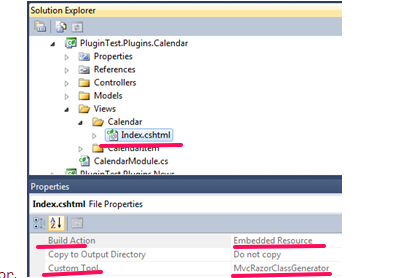 Solution Explorer
PluginTest.Plugins.Calendar
Properties
References
Controllers
Models
Views
Calendar
Index.cshtml
CalendarItem
CalendarModule.cs
PluginTest.Plugins.News
Properties
Index.cshtml File Properties
Build Action Embedded Resource
Copy to Output Directory Do not copy
Custom Tool MvcRazorClassGenerator
or.